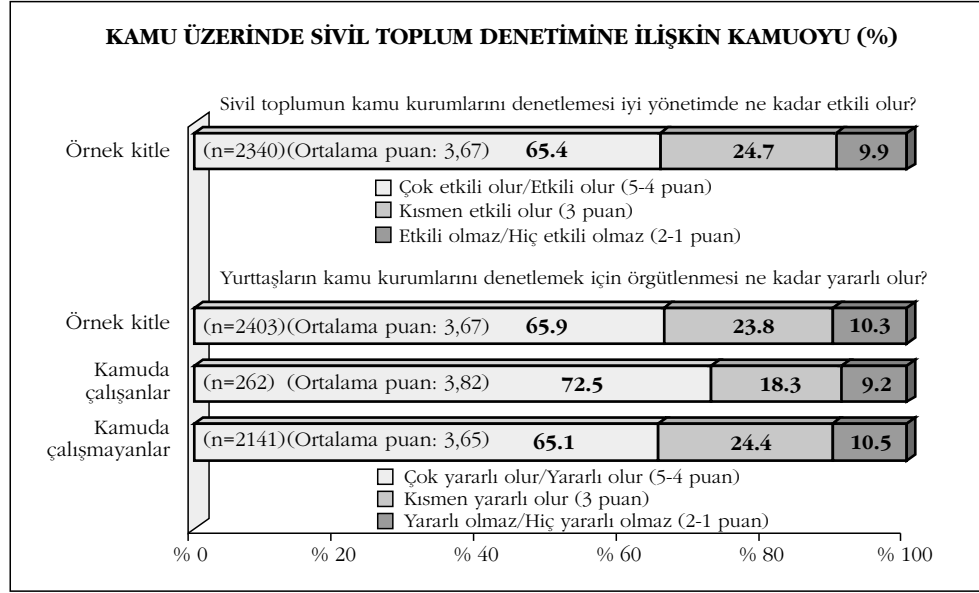 KAMU ÜZERİNDE SİVİL TOPLUM DENETİMİNE İLİŞKİN KAMUOYU (%)
Sivil toplumun kamu kurumlarını denetlemesi iyi yönetimde ne kadar etkili olur?
Örnek kitle (n=2340)(Ortalama puan: 3,67) 65.4 24.7 9.9
Çok etkili olur/Etkili olur (5-4 puan)
Kısmen etkili olur (3 puan)
Etkili olmaz/Hiç etkili olmaz (2-1 puan)
Yurttaşların kamu kurumlarını denetlemek için örgütlenmesi ne kadar yararlı olur?
Örnek kitle (n=2403)(Ortalama puan: 3,67) 65.9 23.8 10.3
Kamuda
çalışanlar (n=262) (Ortalama puan: 3,82) 72.5 18.3 9.2
Kamuda
çalışmayanlar (n=2141)(Ortalama puan: 3,65) 65.1 24.4 10.5
Çok yararlı olur/Yararlı olur (5-4 puan)
Kısmen yararlı olur (3 puan)
Yararlı olmaz/Hiç yararlı olmaz (2-1 puan)
% 0 % 20 % 40 % 60 % 80 % 100